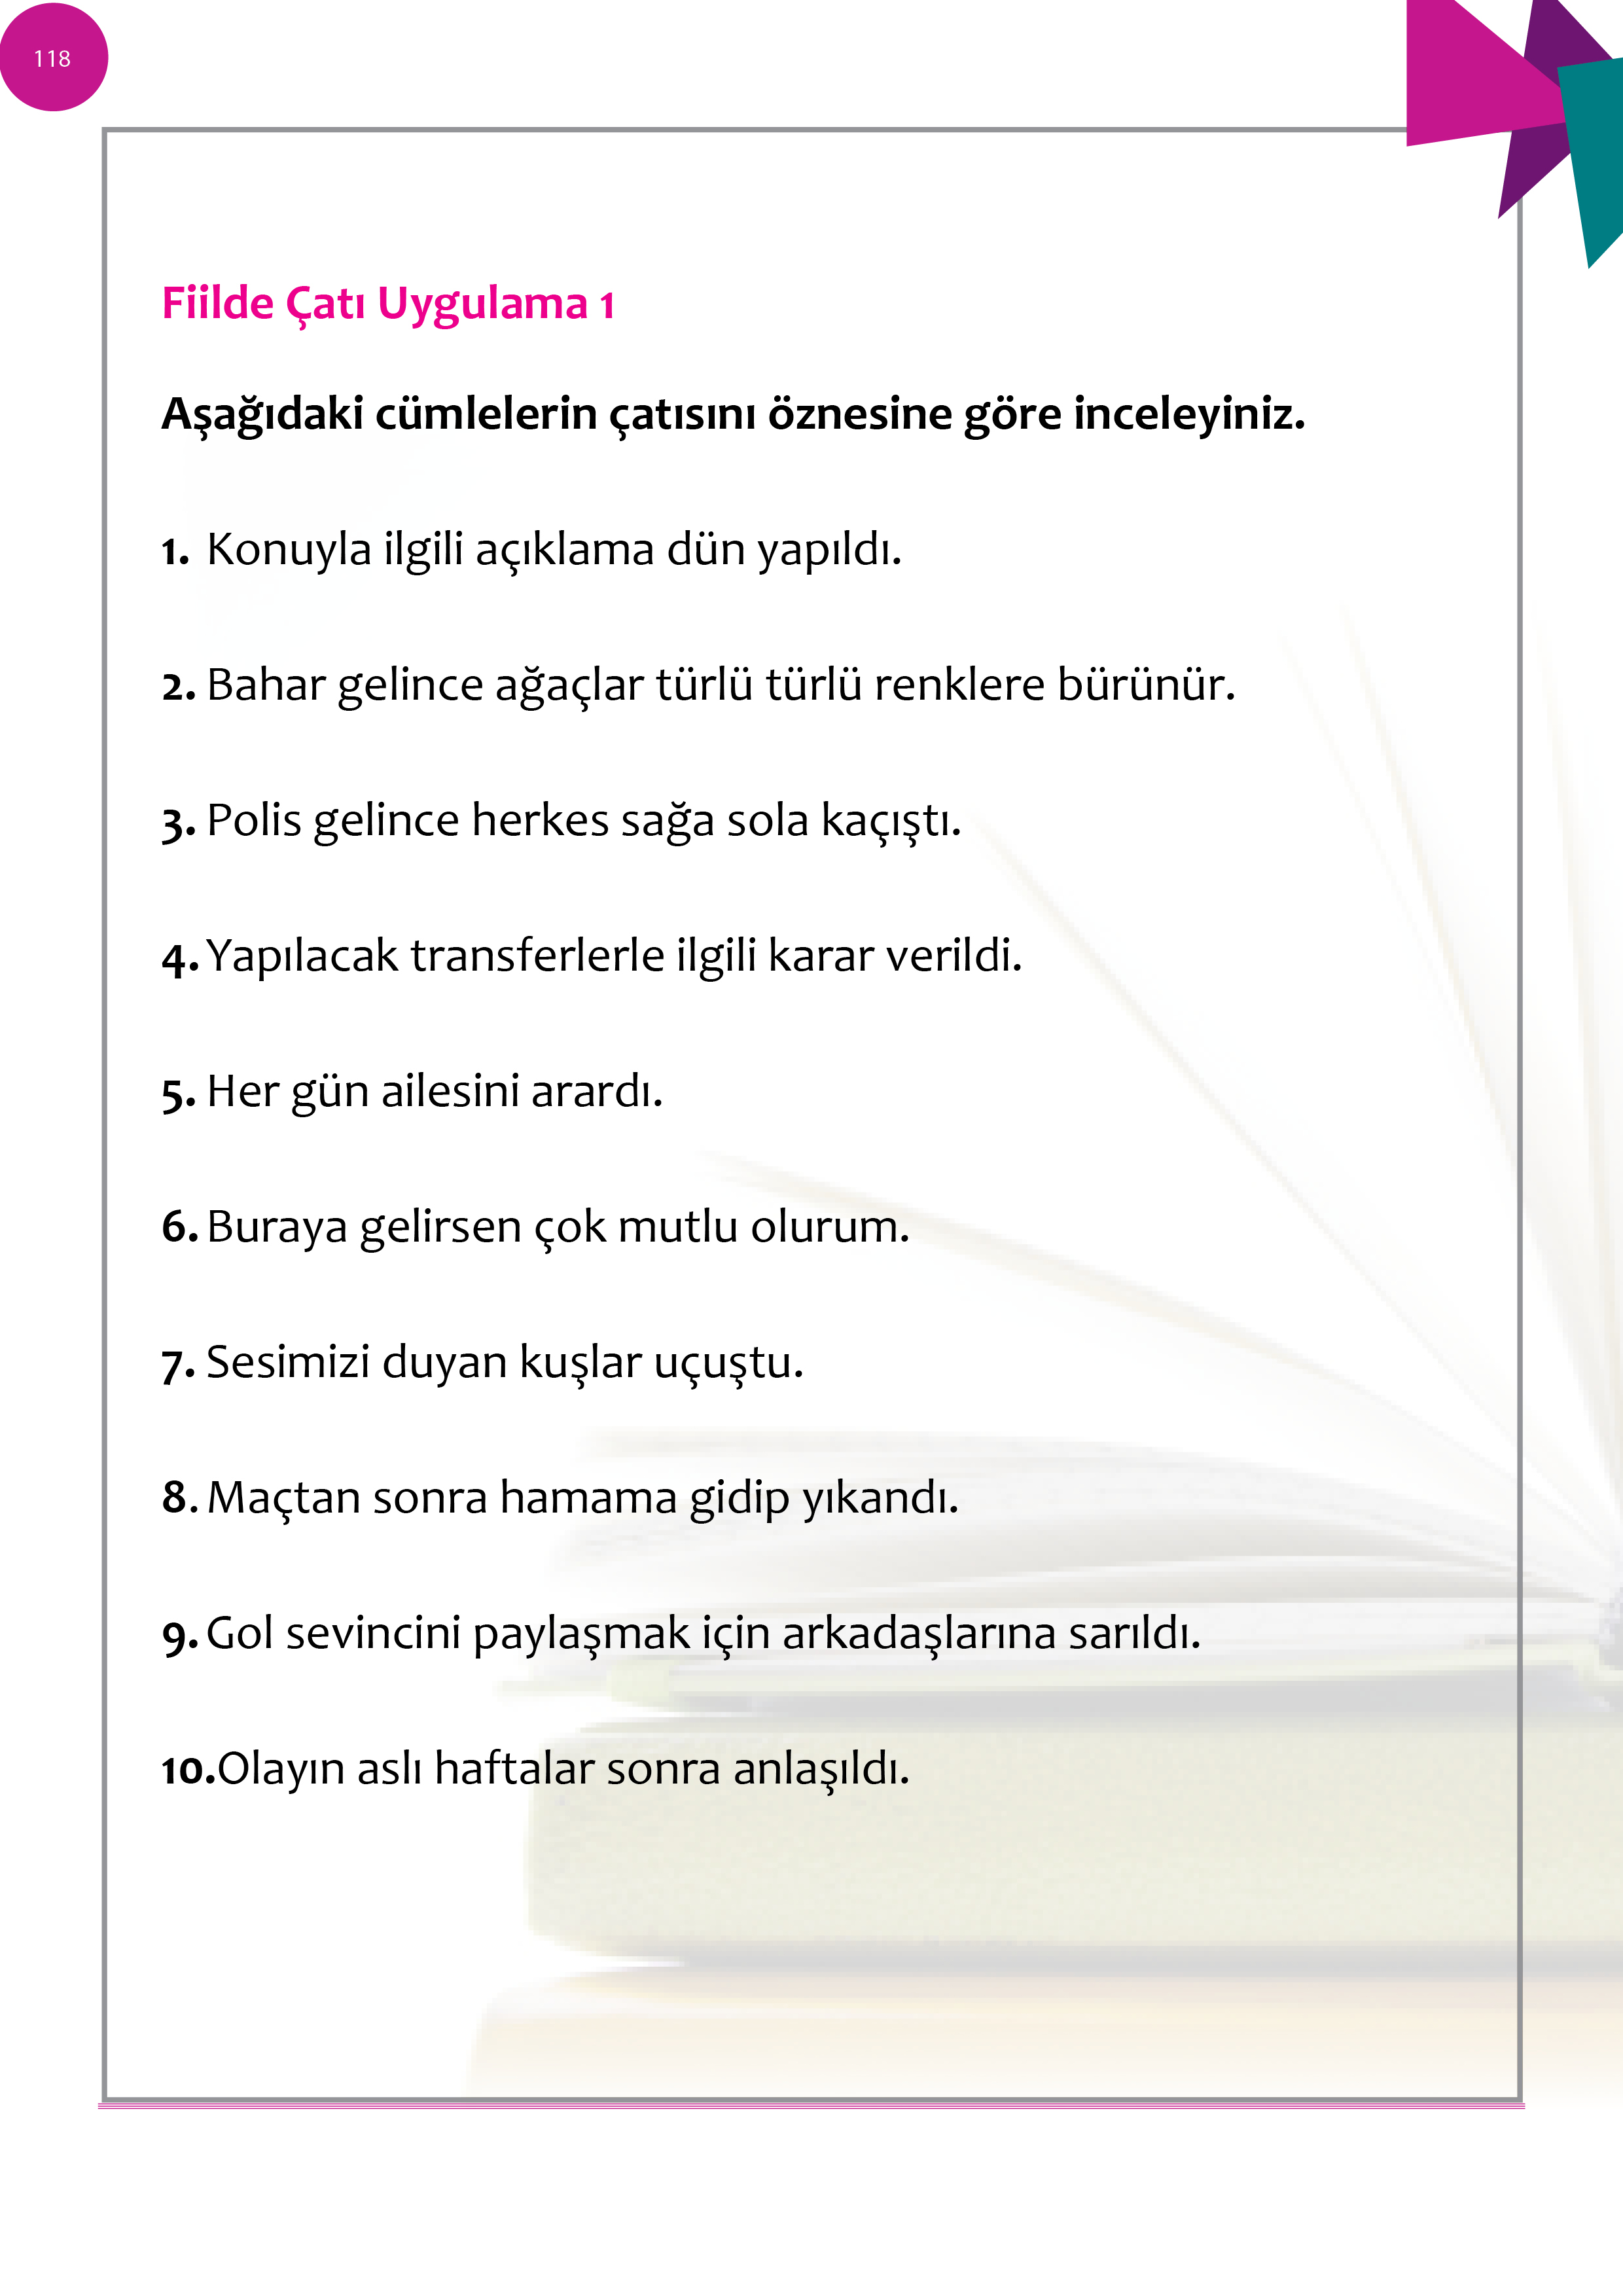 118
Fiilde Çatı Uygulama 1
Aşağıdaki cümlelerin çatısını öznesine göre inceleyiniz.
1. Konuyla ilgili açıklama dün yapıldı.
2. Bahar gelince ağaçlar türlü türlü renklere bürünür.
3. Polis gelince herkes sağa sola kaçıştı.
4. Yapılacak transferlerle ilgili karar verildi.
5. Her gün ailesini arardı.
6. Buraya gelirsen çok mutlu olurum.
7. Sesimizi duyan kuşlar uçuştu.
8. Maçtan sonra hamama gidip yıkandı.
9. Gol sevincini paylaşmak için arkadaşlarına sarıldı.
10.Olayın aslı haftalar sonra anlaşıldı.